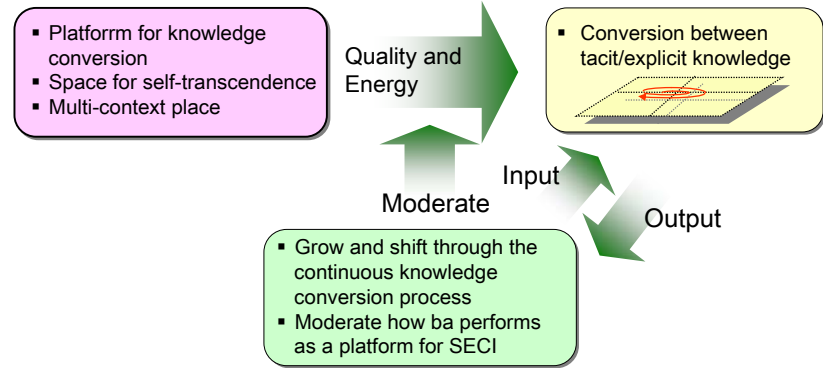 ▪ Platform for knowledge
conversion
▪ Space for self-transcendence
▪ Multi-context place
Quality and
Energy
▪ Conversion between
tacit/explicit knowledge
Moderate
Input
Output
▪ Grow and shift through the
continuous knowledge
conversion process
▪ Moderate how ba performs
as a platform for SECI